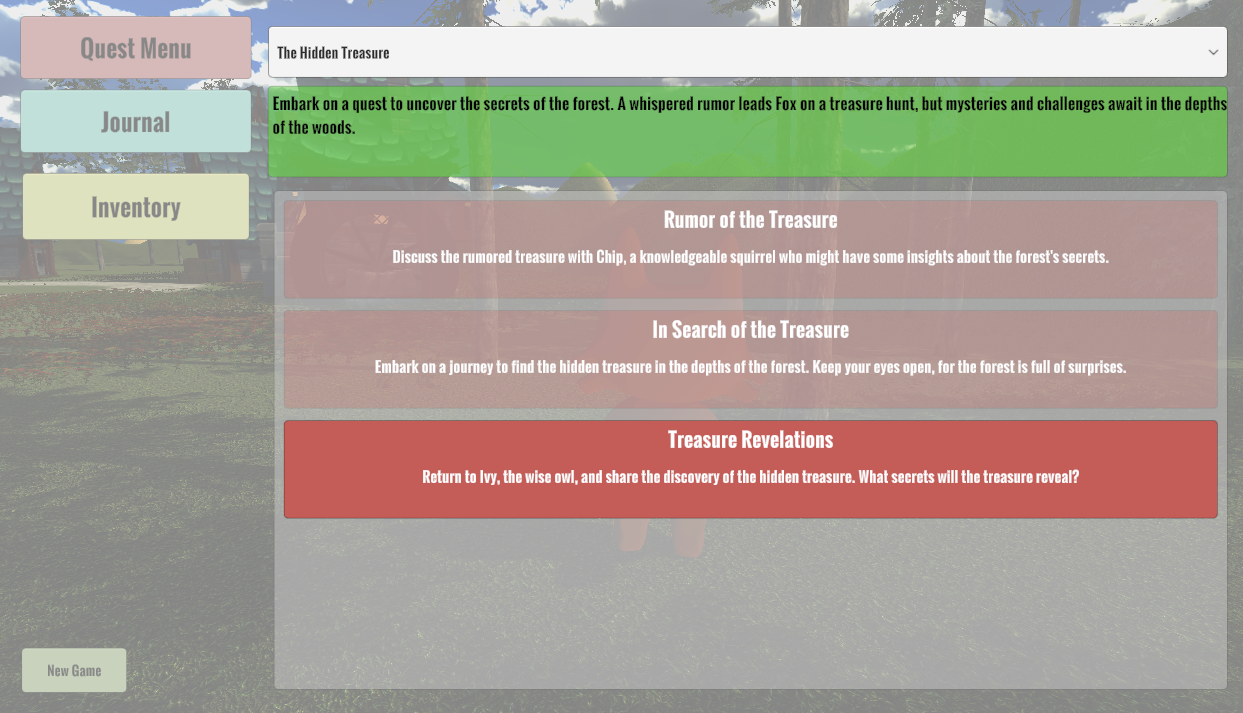 Quest Menu
Journal
Inventory
New Game
The Hidden Treasure
Embark on a quest to uncover the secrets of the forest. A whispered rumor leads Fox on a treasure hunt, but mysteries and challenges await in the depths
of the woods.
Rumor of the Treasure
Discuss the rumored treasure with Chip, a knowledgeable squirrel who might have some insights about the forest's secrets.
In Search of the Treasure
Embark on a journey to find the hidden treasure in the depths of the forest. Keep your eyes open, for the forest is full of surprises.
Treasure Revelations
Return to Ivy, the wise owl, and share the discovery of the hidden treasure. What secrets will the treasure reveal?